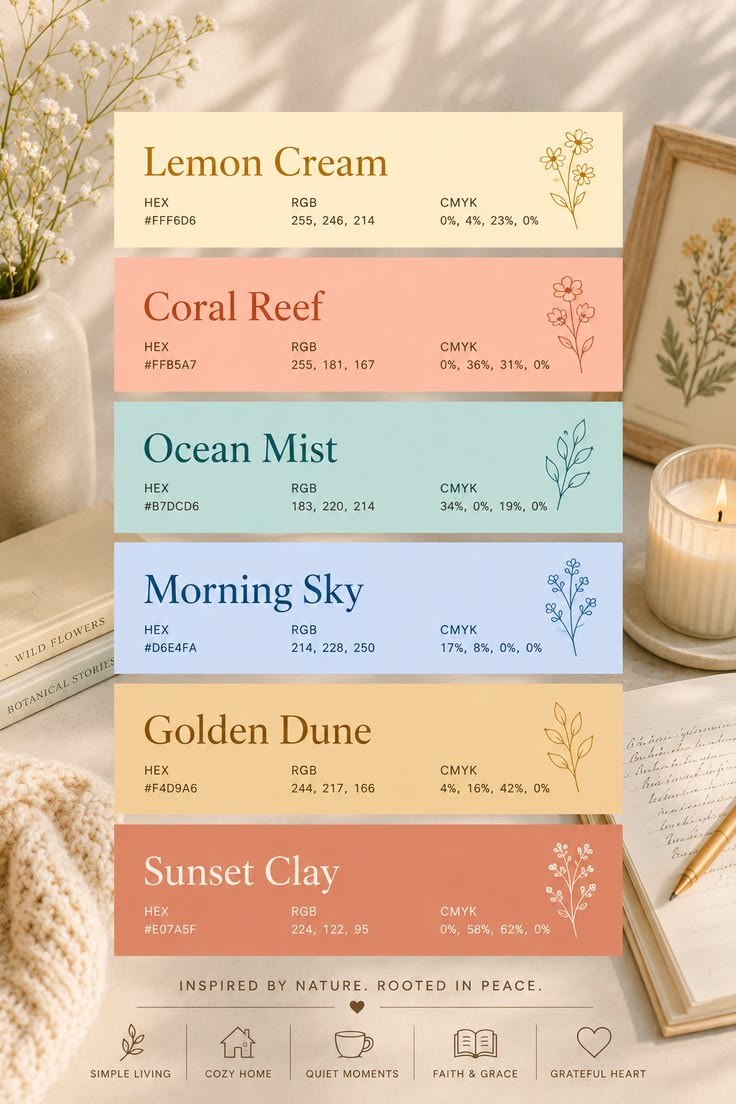 Lemon Cream
HEX RGB CMYK
#FFF6D6 255, 246, 214 0%, 4%, 23%, 0%
Coral Reef
HEX RGB CMYK
#FFB5A7 255, 181, 167 0%, 36%, 31%, 0%
Ocean Mist
HEX RGB CMYK
#B7DCD6 183, 220, 214 34%, 0%, 19%, 0%
Morning Sky
HEX RGB CMYK
#D6E4FA 214, 228, 250 17%, 8%, 0%, 0%
WILD FLOWERS
BOTANICAL STORIES
Golden Dune
HEX RGB CMYK
#F4D9A6 244, 217, 166 4%, 16%, 42%, 0%
Sunset Clay
HEX RGB CMYK
#E07A5F 224, 122, 95 0%, 58%, 62%, 0%
INSPIRED BY NATURE. ROOTED IN PEACE.
SIMPLE LIVING COZY HOME QUIET MOMENTS FAITH & GRACE GRATEFUL HEART